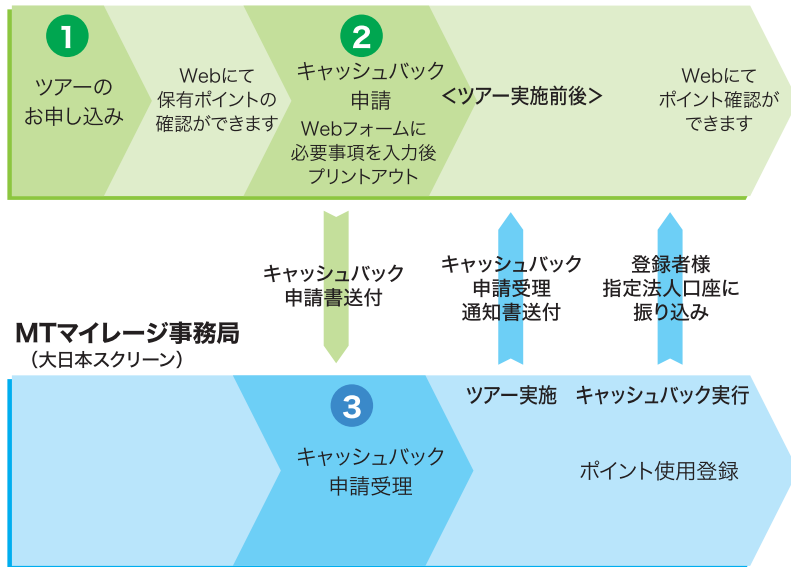 1
ツアーの
お申し込み
Webにて
保有ポイントの
確認ができます
2
キャッシュバック
申請
Webフォームに
必要事項を入力後
プリントアウト
<ツアー実施前後>
Webにて
ポイント確認が
できます
キャッシュバック
申請書送付
キャッシュバック
申請受理
通知書送付
登録者様
指定法人口座に
振り込み
MTマイレージ事務局
（大日本スクリーン）
3
キャッシュバック
申請受理
ツアー実施
キャッシュバック実行
ポイント使用登録